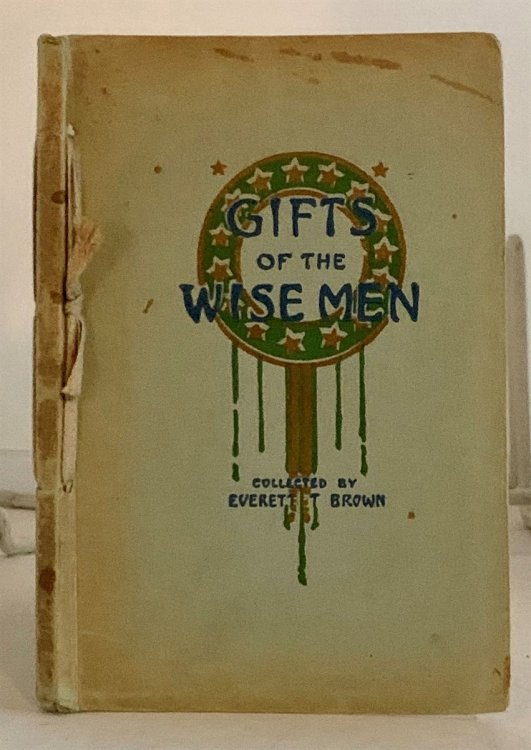 GIFTS
OF THE
WISE MEN
COLLECTED BY
EVERETT T BROWN